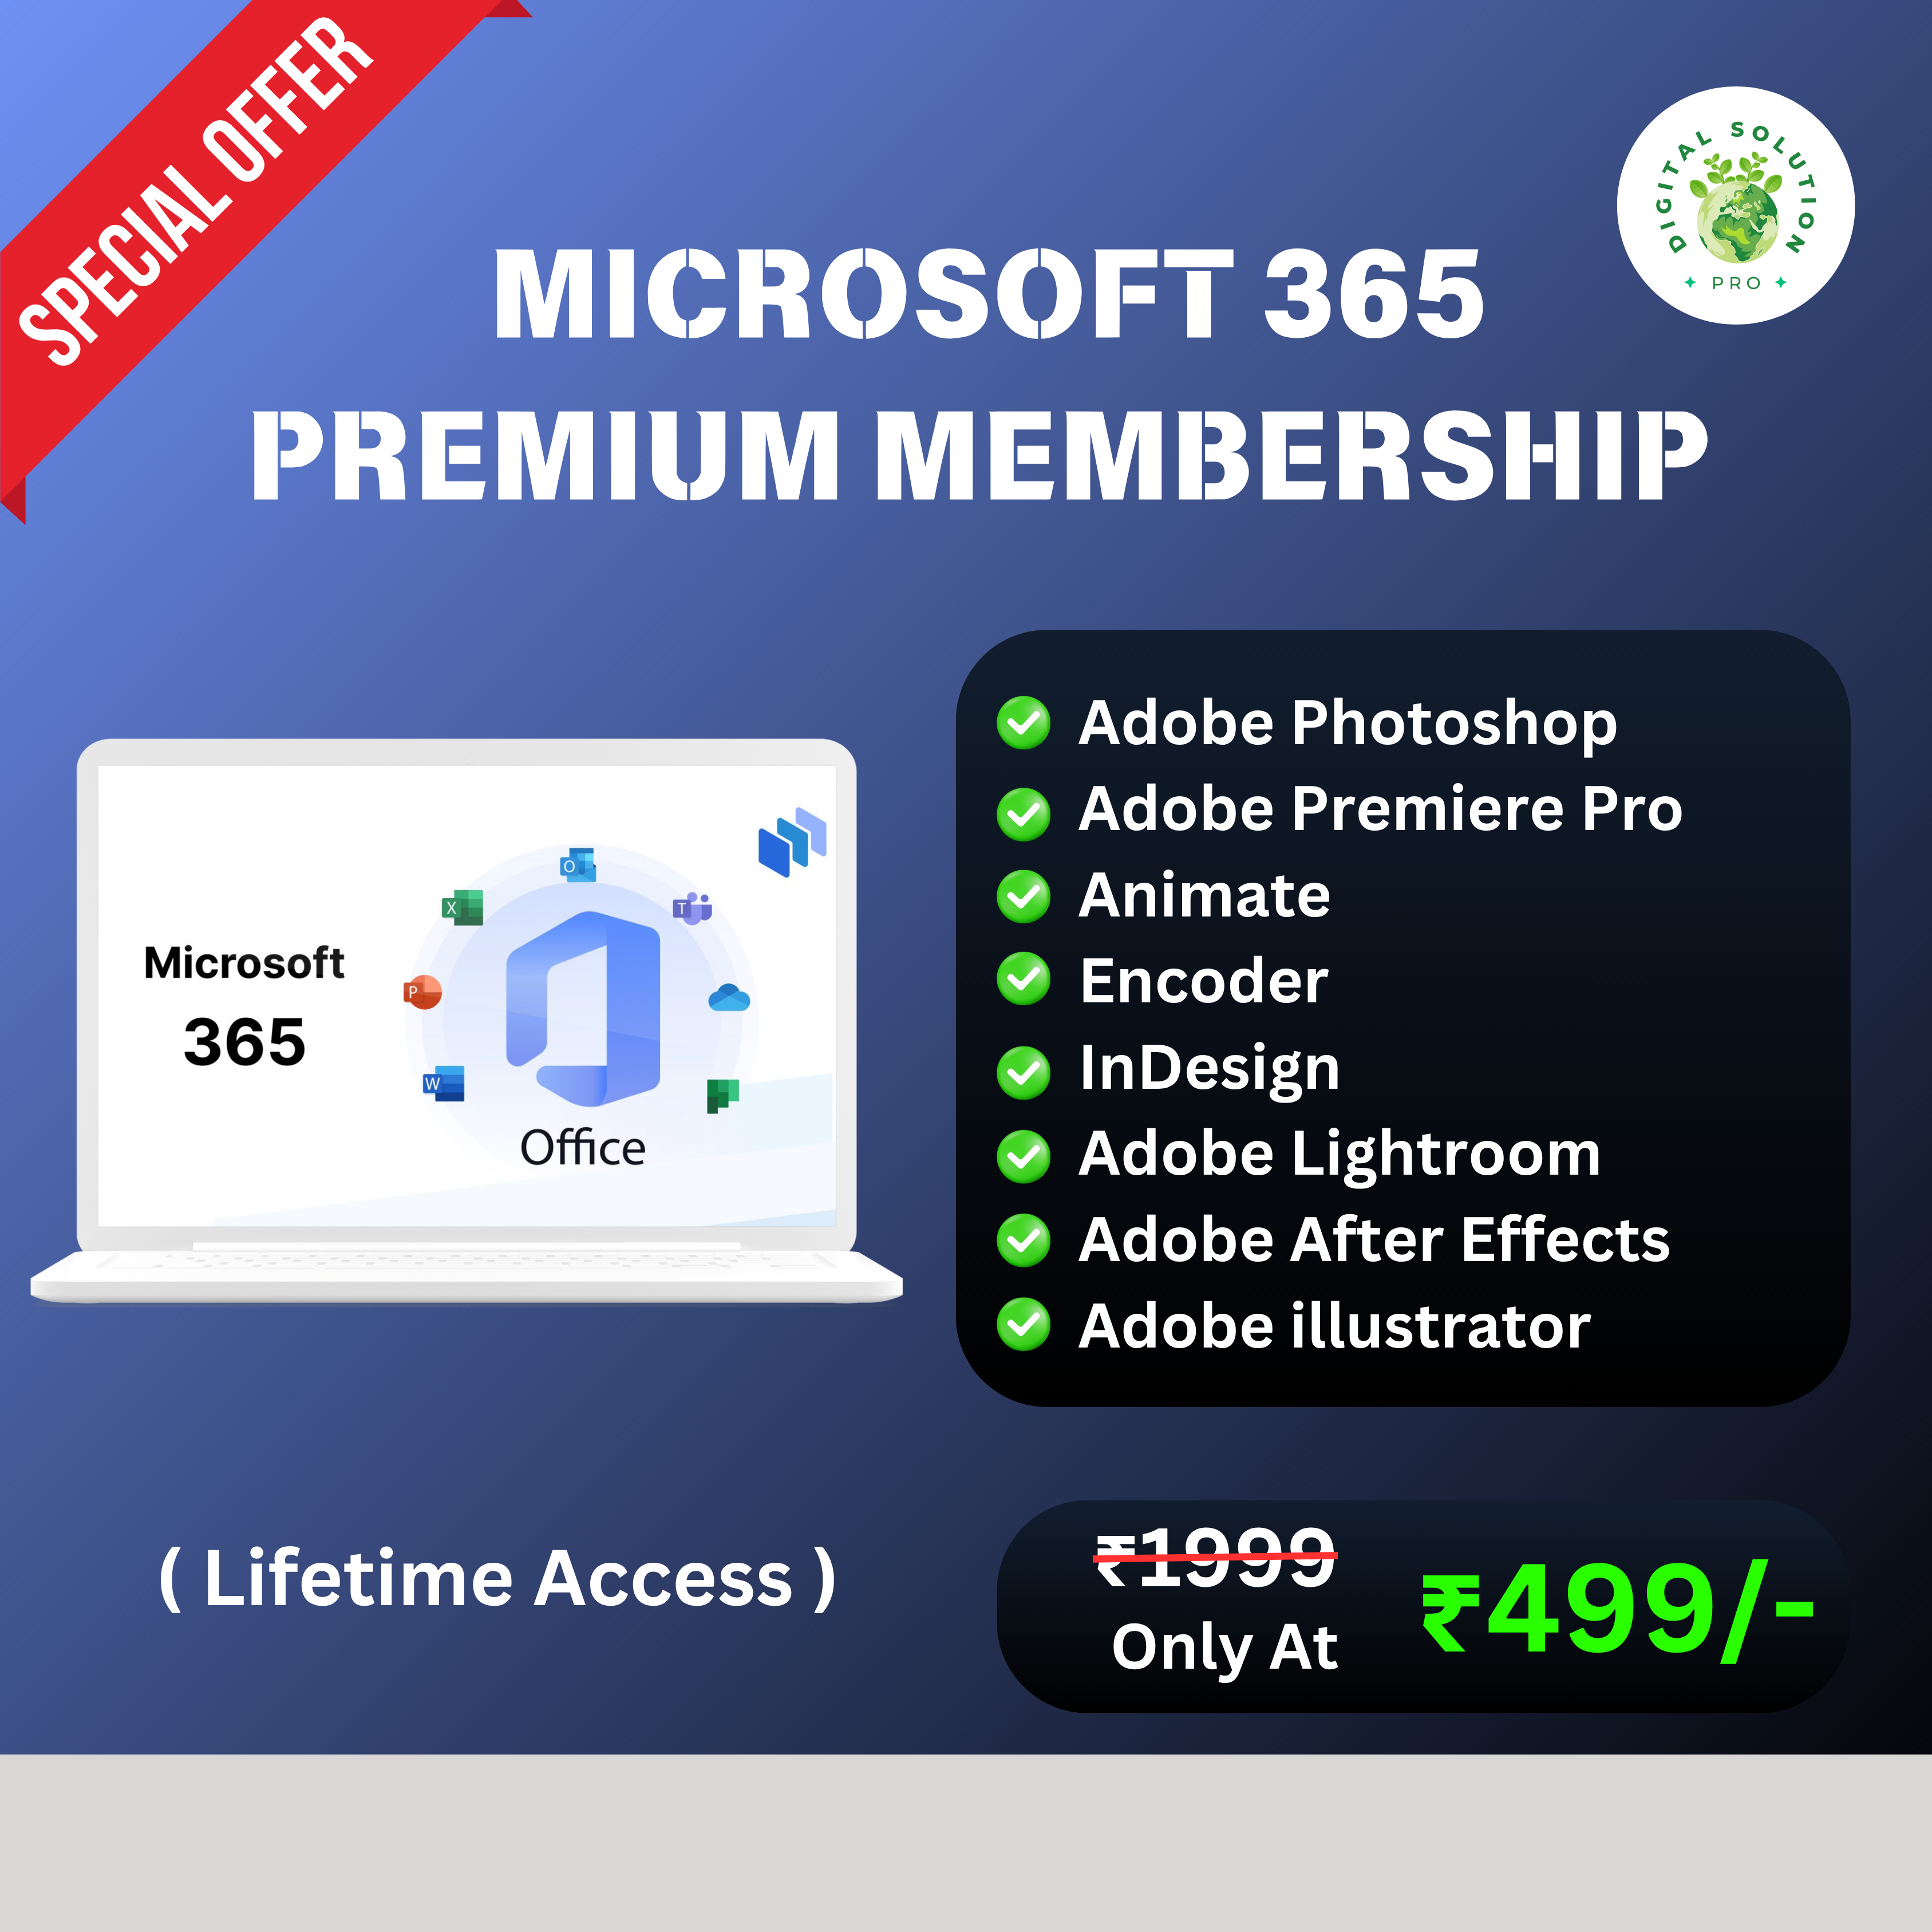 SPECIAL OFFER
DIGITAL SOLUTION
PRO
MICROSOFT 365
PREMIUM MEMBERSHIP
Microsoft
365
O
X
T
P
W
Office
Adobe Photoshop
Adobe Premiere Pro
Animate
Encoder
InDesign
Adobe Lightroom
Adobe After Effects
Adobe illustrator
( Lifetime Access )
₹1999
Only At
₹499/-